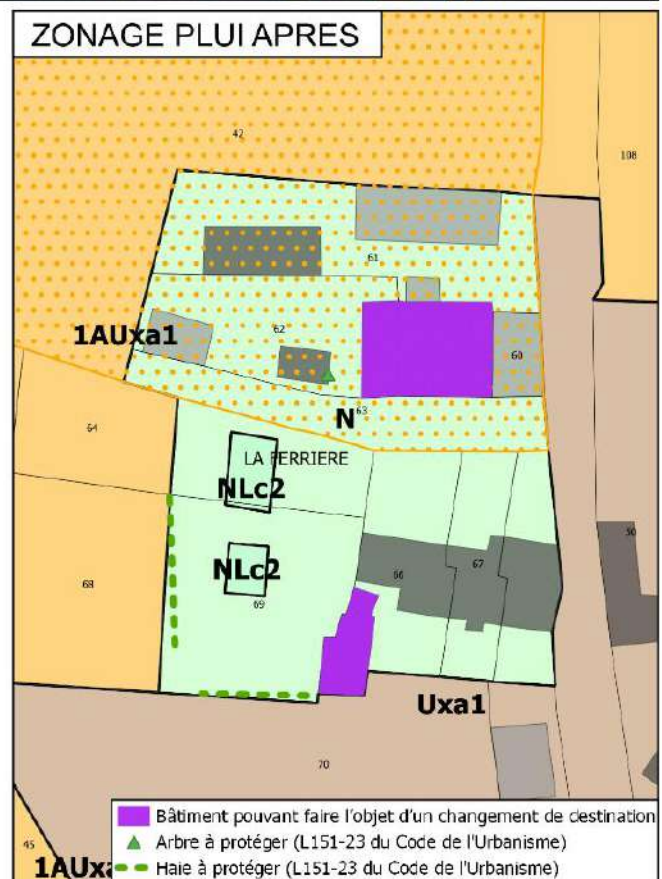 ZONAGE PLUI APRES
42
108
61
1AUxa1
62
60
N
63
64
LA FERRIERE
NLc2
NLc2
68
69
66
67
Uxa1
70
45
1AUxa
Bâtiment pouvant faire l'objet d'un changement de destination
Arbre à protéger (L151-23 du Code de l'Urbanisme)
Haie à protéger (L151-23 du Code de l'Urbanisme)